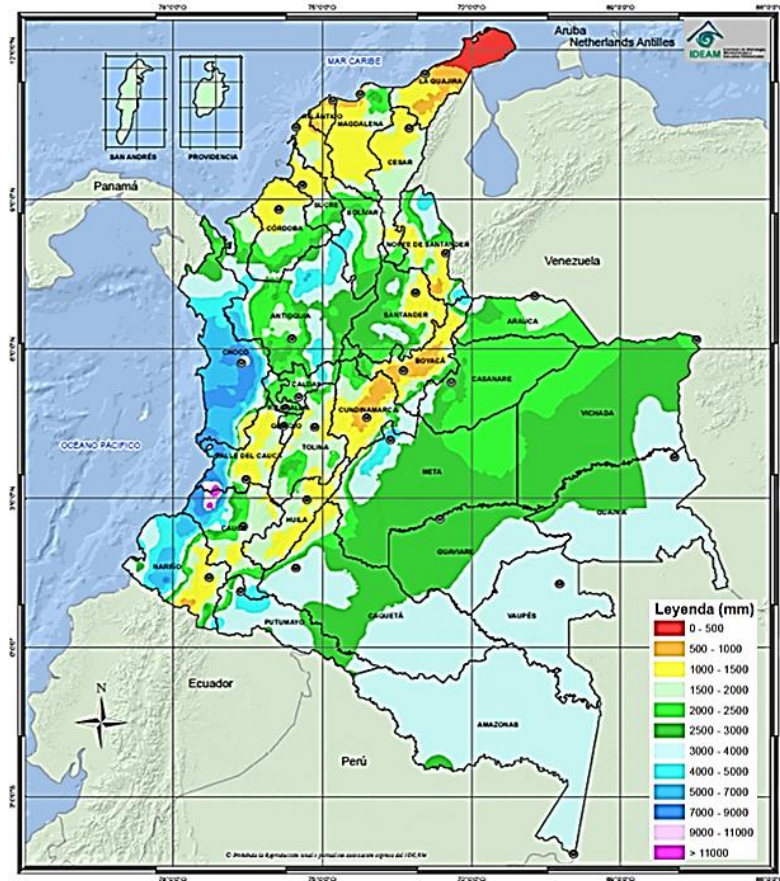 Aruba
Netherlands Antilles
IDEAM
MAR CARIBE
LA GUAJIRA
ATLÁNTICO
MAGDALENA
CESAR
SAN ANDRÉS
PROVIDENCIA
Panamá
SUCRE
BOLÍVAR
CÓRDOBA
NORTE DE SANTANDER
Venezuela
ANTIOQUIA
SANTANDER
ARAUCA
CHOCÓ
BOYACÁ
CALDAS
CASANARE
CUNDINAMARCA
VICHADA
OCÉANO PACÍFICO
TOLIMA
VALLE DEL CAUCA
META
GUAINÍA
HUILA
CAUCA
GUAVIARE
NARIÑO
Leyenda (mm)
0 - 500
500 - 1000
1000 - 1500
1500 - 2000
2000 - 2500
2500 - 3000
3000 - 4000
4000 - 5000
5000 - 7000
7000 - 9000
9000 - 11000
> 11000
CAQUETÁ
VAUPÉS
PUTUMAYO
Ecuador
N
AMAZONAS
Perú